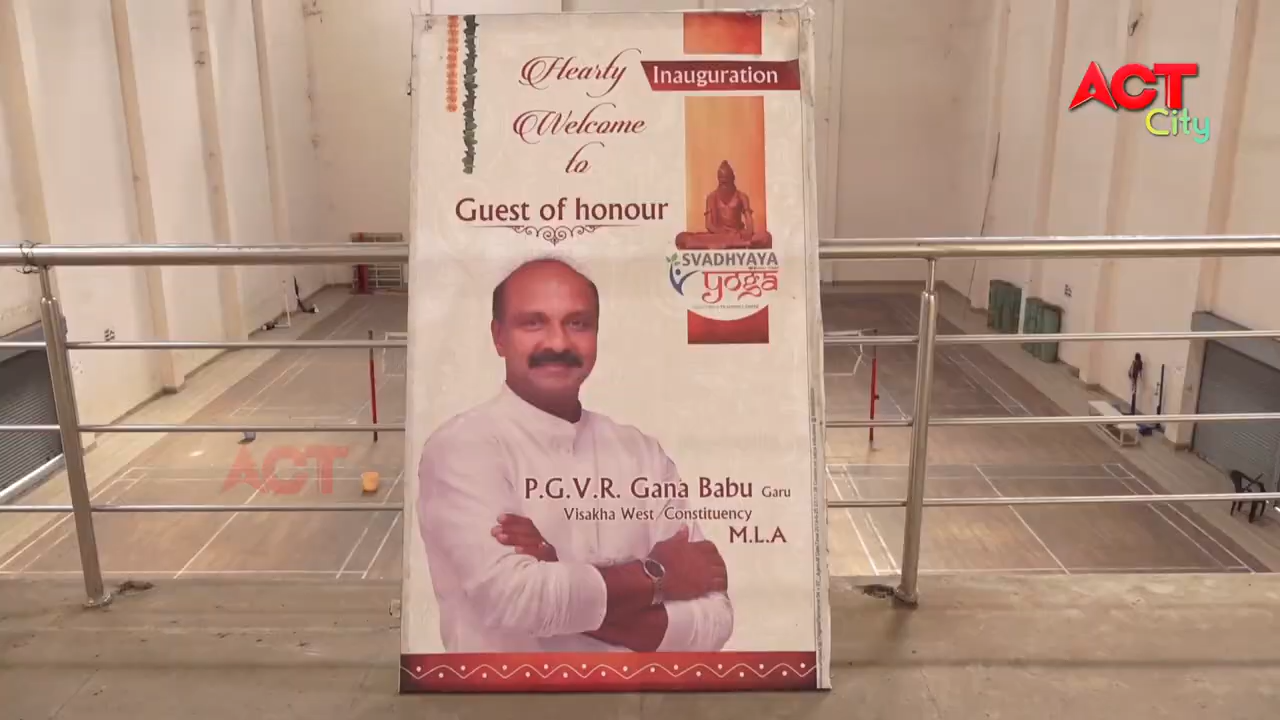 Hearty
Welcome
to
Inauguration
Guest of honour
SVADHYAYA
yoga
P.G.V.R. Gana Babu Garu
Visakha West Constituency
M.L.A
ACT
City
ACT